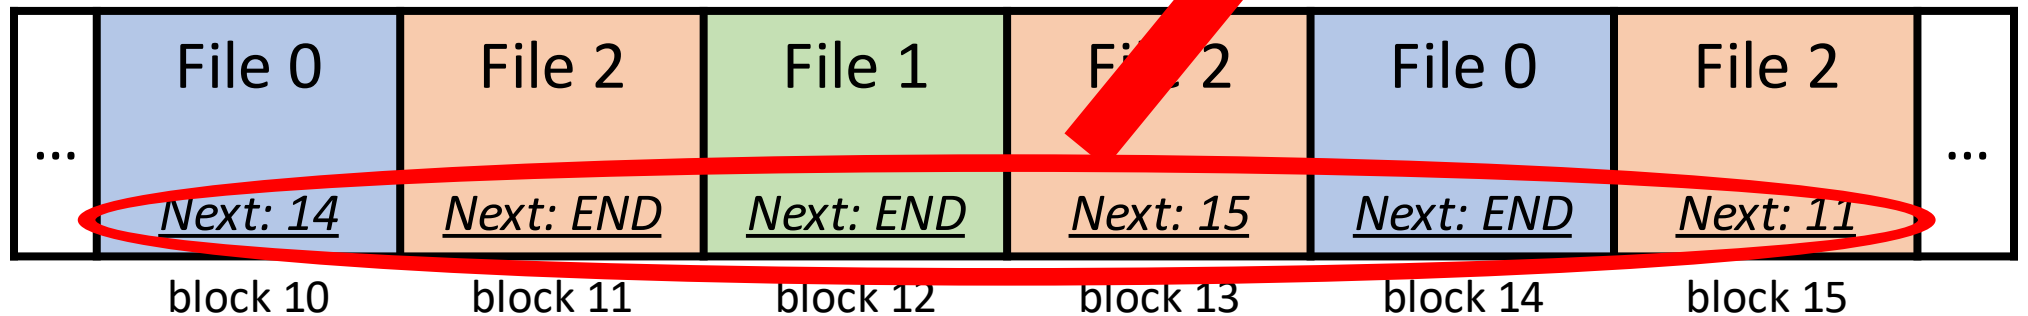 File 0 File 2 File 1 File 2 File 0 File 2
... ...
Next: 14 Next: END Next: END Next: 15 Next: END Next: 11
block 10 block 11 block 12 block 13 block 14 block 15